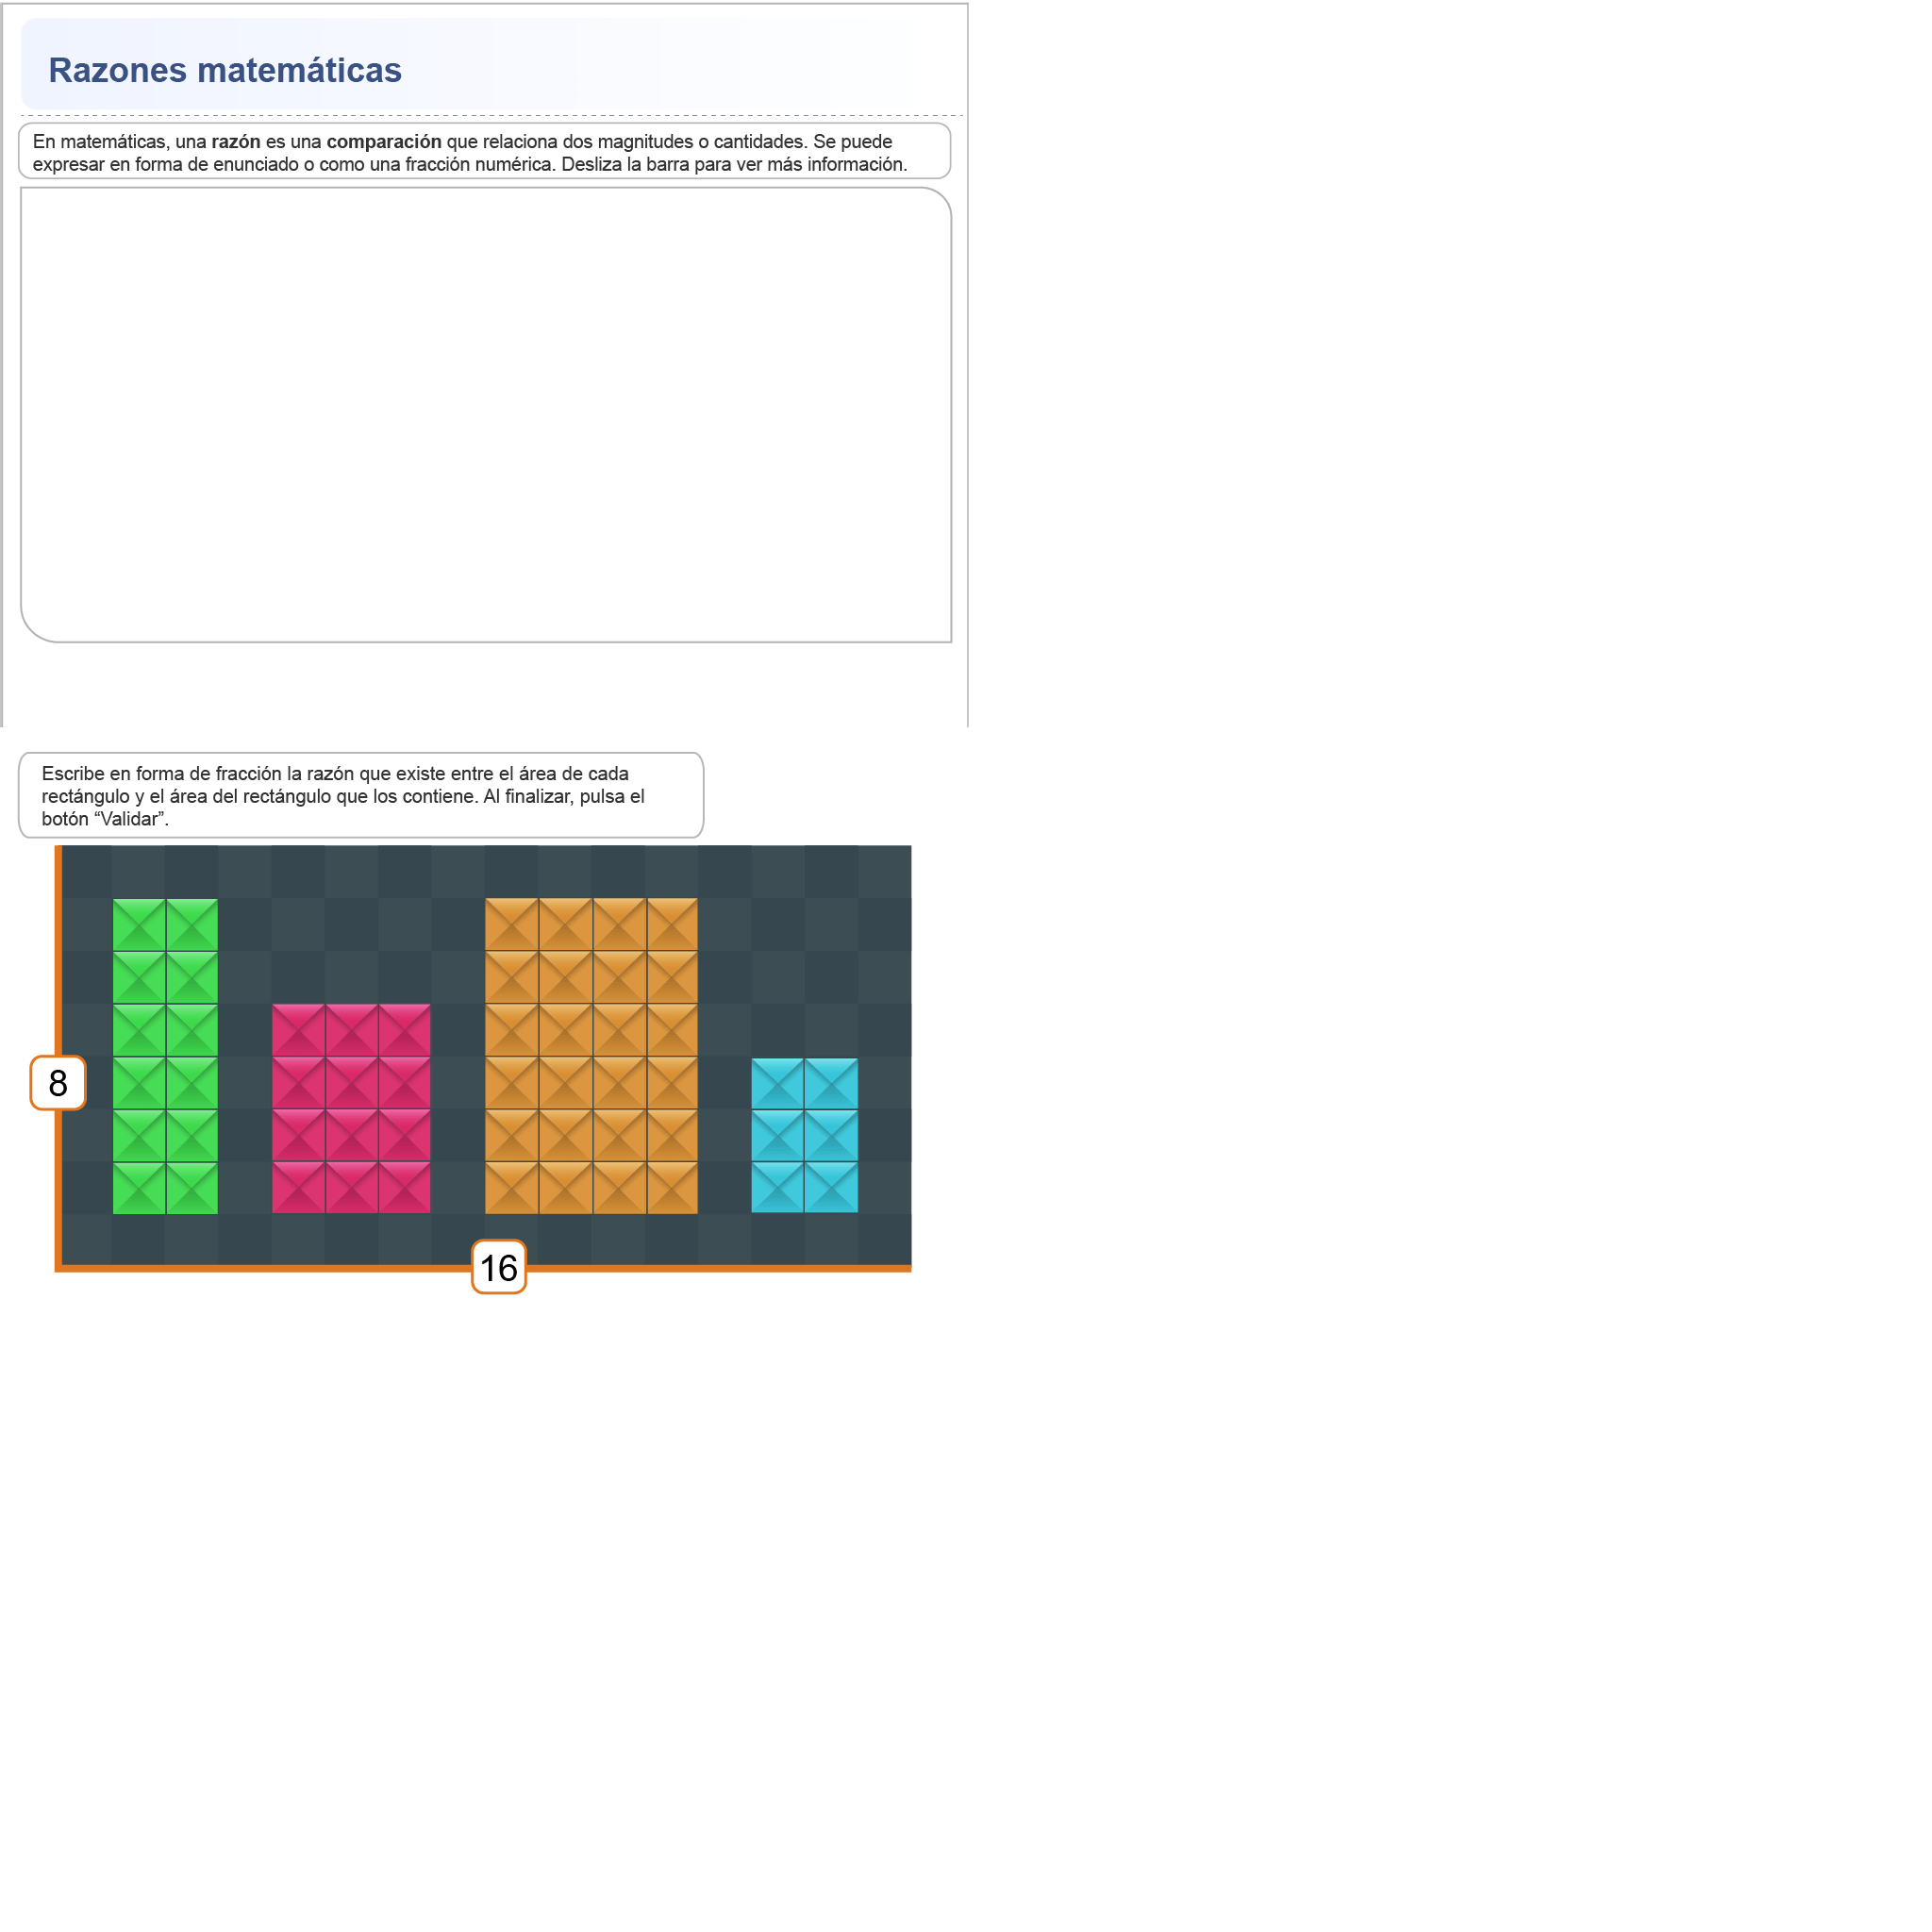 Razones matemáticas
En matemáticas, una razón es una comparación que relaciona dos magnitudes o cantidades. Se puede
expresar en forma de enunciado o como una fracción numérica. Desliza la barra para ver más información.
Escribe en forma de fracción la razón que existe entre el área de cada
rectángulo y el área del rectángulo que los contiene. Al finalizar, pulsa el
botón “Validar”.
8
16